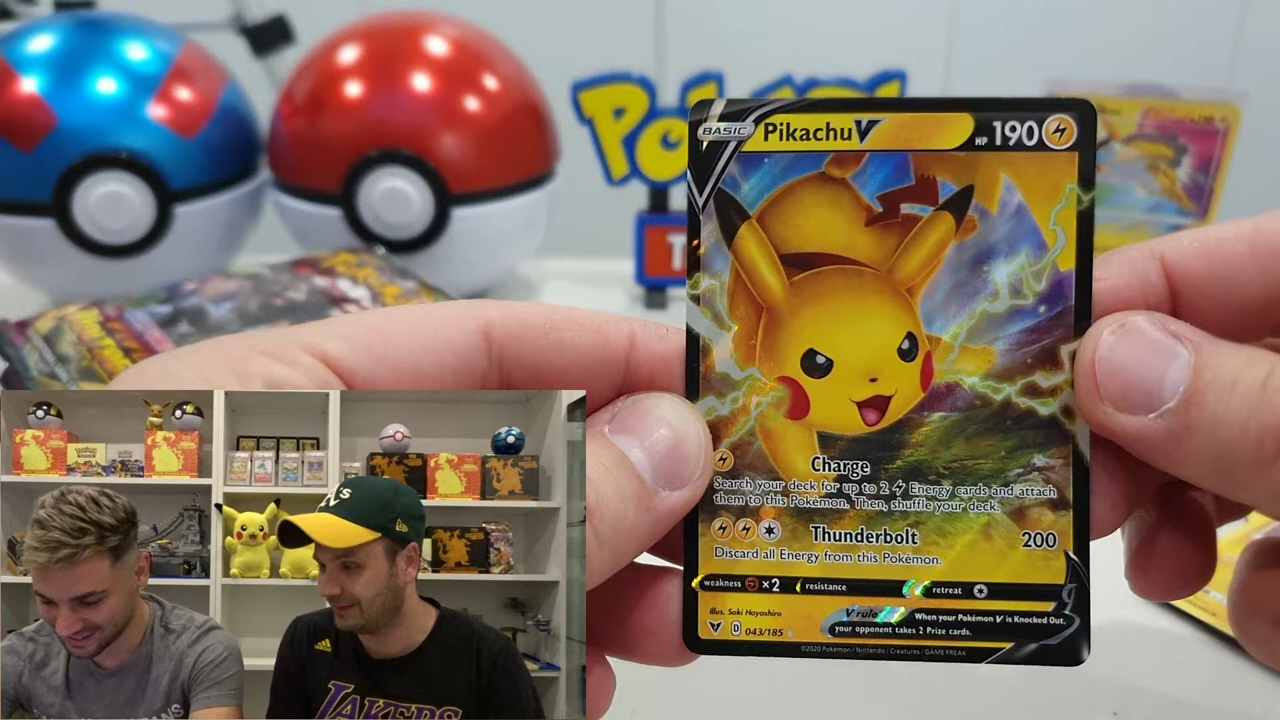 BASIC Pikachu V HP 190
Charge
Search your deck for up to 2 Energy cards and attach
them to this Pokémon. Then, shuffle your deck.
Thunderbolt 200
Discard all Energy from this Pokémon.
weakness ×2 resistance retreat
Illus. Saki Hayashiro
V rule When your Pokémon V is Knocked Out,
your opponent takes 2 Prize cards.
D 043/185
©2020 Pokémon / Nintendo / Creatures / GAME FREAK
A's
LAKERS